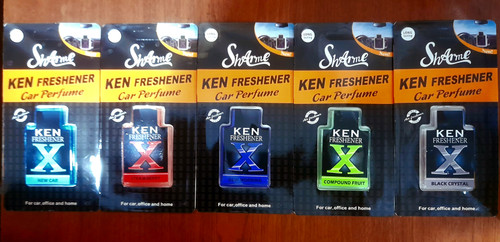 Sharme
KEN FRESHENER
Car Perfume
KEN
FRESHENER
X
NEW CAR
For car, office and home
Sharme
KEN FRESHENER
Car Perfume
KEN
FRESHENER
X
For car, office and home
Sharme
KEN FRESHENER
Car Perfume
KEN
FRESHENER
X
For car, office and home
Sharme
KEN FRESHENER
Car Perfume
KEN
FRESHENER
X
COMPOUND FRUIT
For car, office and home
Sharme
KEN FRESHENER
Car Perfume
KEN
FRESHENER
X
BLACK CRYSTAL
For car, office and home